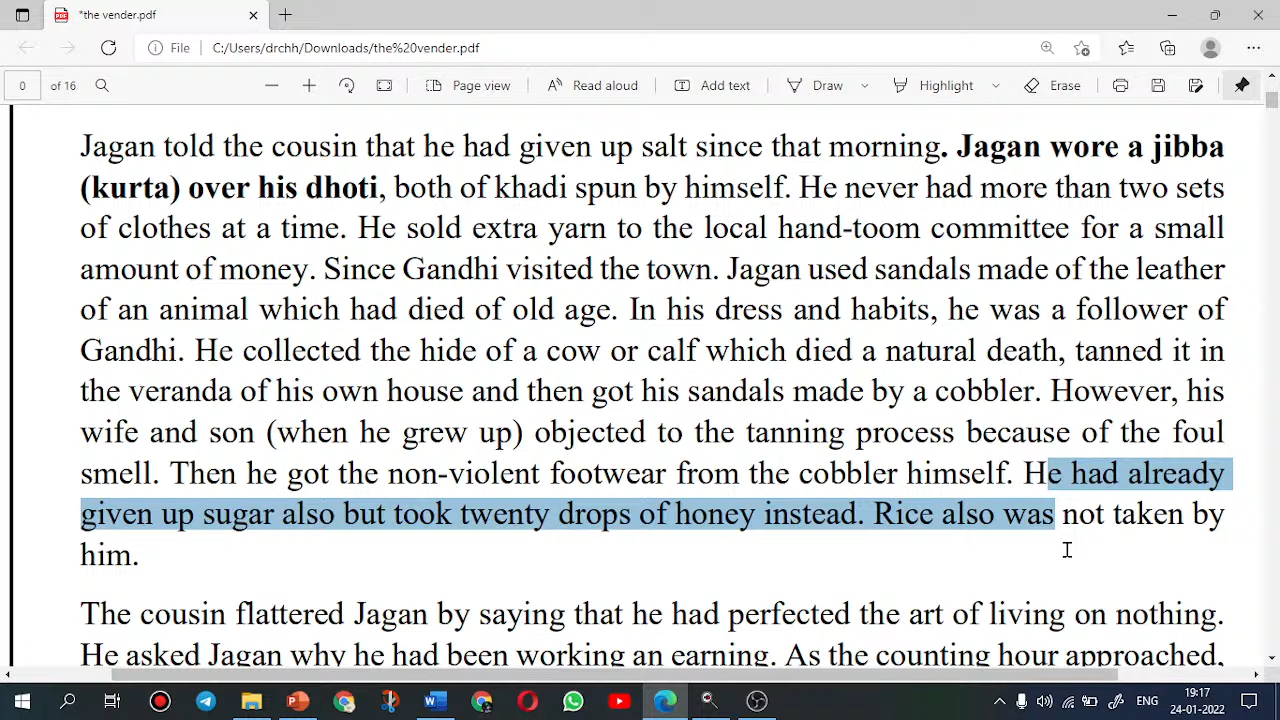 *the vender.pdf
File
C:/Users/drchh/Downloads/the%20vender.pdf
0 of 16
Page view
Read aloud
Add text
Draw
Highlight
Erase
Jagan told the cousin that he had given up salt since that morning. Jagan wore a jibba
(kurta) over his dhoti, both of khadi spun by himself. He never had more than two sets
of clothes at a time. He sold extra yarn to the local hand-toom committee for a small
amount of money. Since Gandhi visited the town. Jagan used sandals made of the leather
of an animal which had died of old age. In his dress and habits, he was a follower of
Gandhi. He collected the hide of a cow or calf which died a natural death, tanned it in
the veranda of his own house and then got his sandals made by a cobbler. However, his
wife and son (when he grew up) objected to the tanning process because of the foul
smell. Then he got the non-violent footwear from the cobbler himself. He had already
given up sugar also but took twenty drops of honey instead. Rice also was not taken by
him.
The cousin flattered Jagan by saying that he had perfected the art of living on nothing.
He asked Jagan why he had been working an earning. As the counting hour approached,
ENG
19:17
24-01-2022